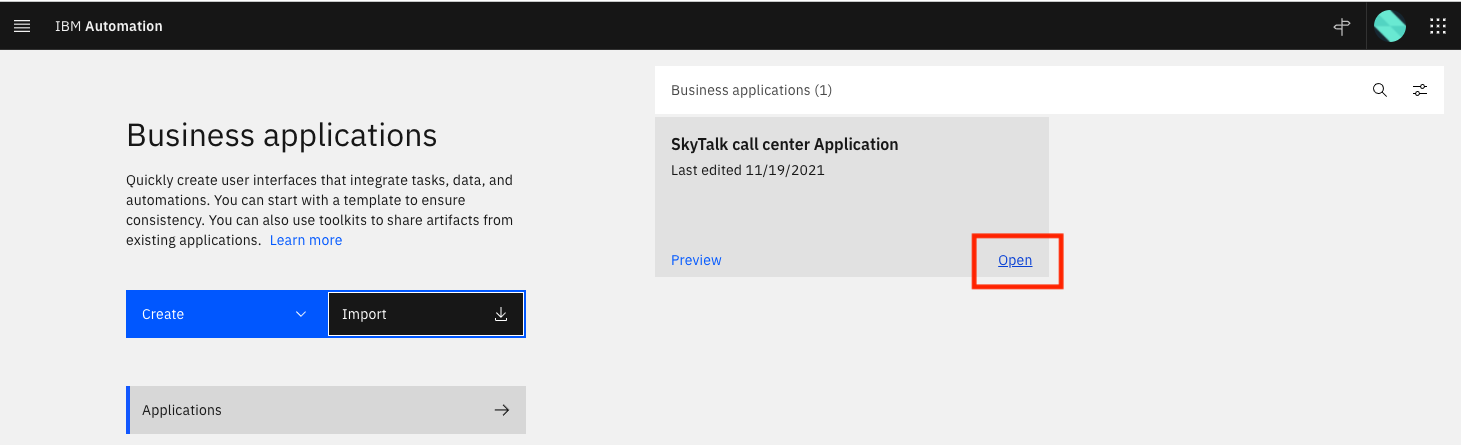 IBM Automation
Business applications
Quickly create user interfaces that integrate tasks, data, and
automations. You can start with a template to ensure
consistency. You can also use toolkits to share artifacts from
existing applications. Learn more
Create
Import
Applications
Business applications (1)
SkyTalk call center Application
Last edited 11/19/2021
Preview
Open